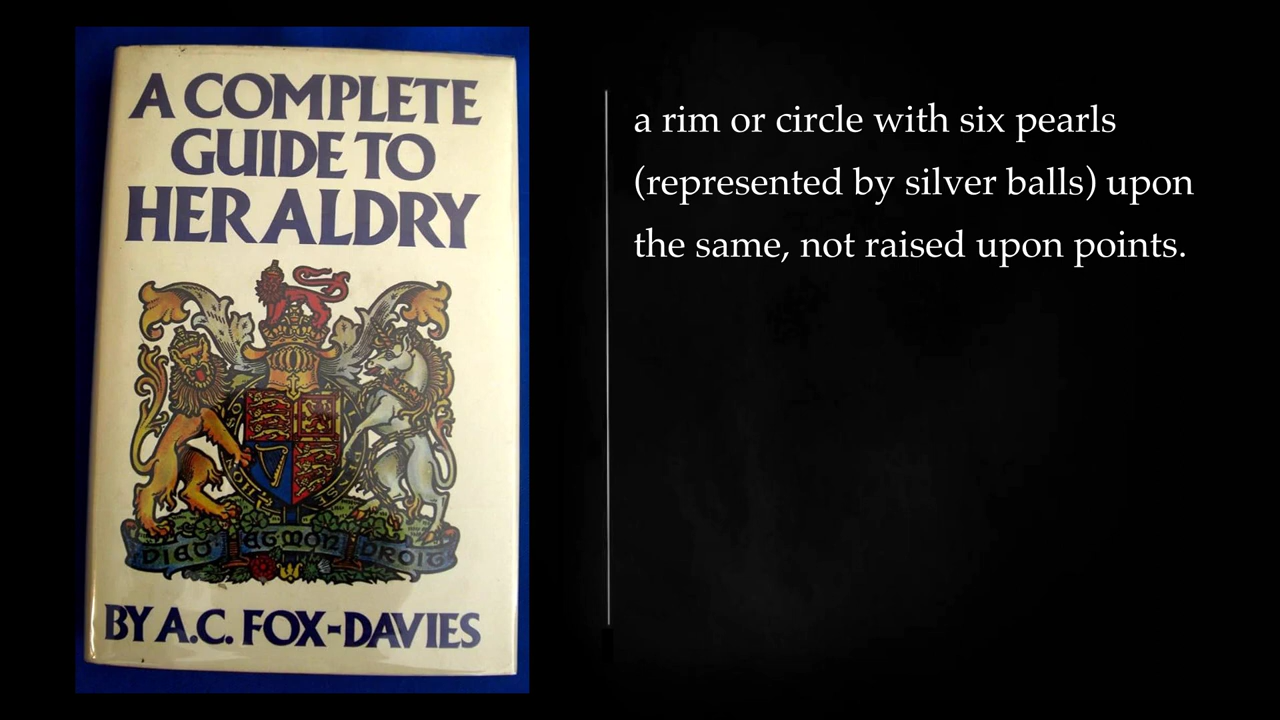 A COMPLETE
GUIDE TO
HERALDRY
DIEU ET MON DROIT
BY A.C. FOX-DAVIES
a rim or circle with six pearls
(represented by silver balls) upon
the same, not raised upon points.